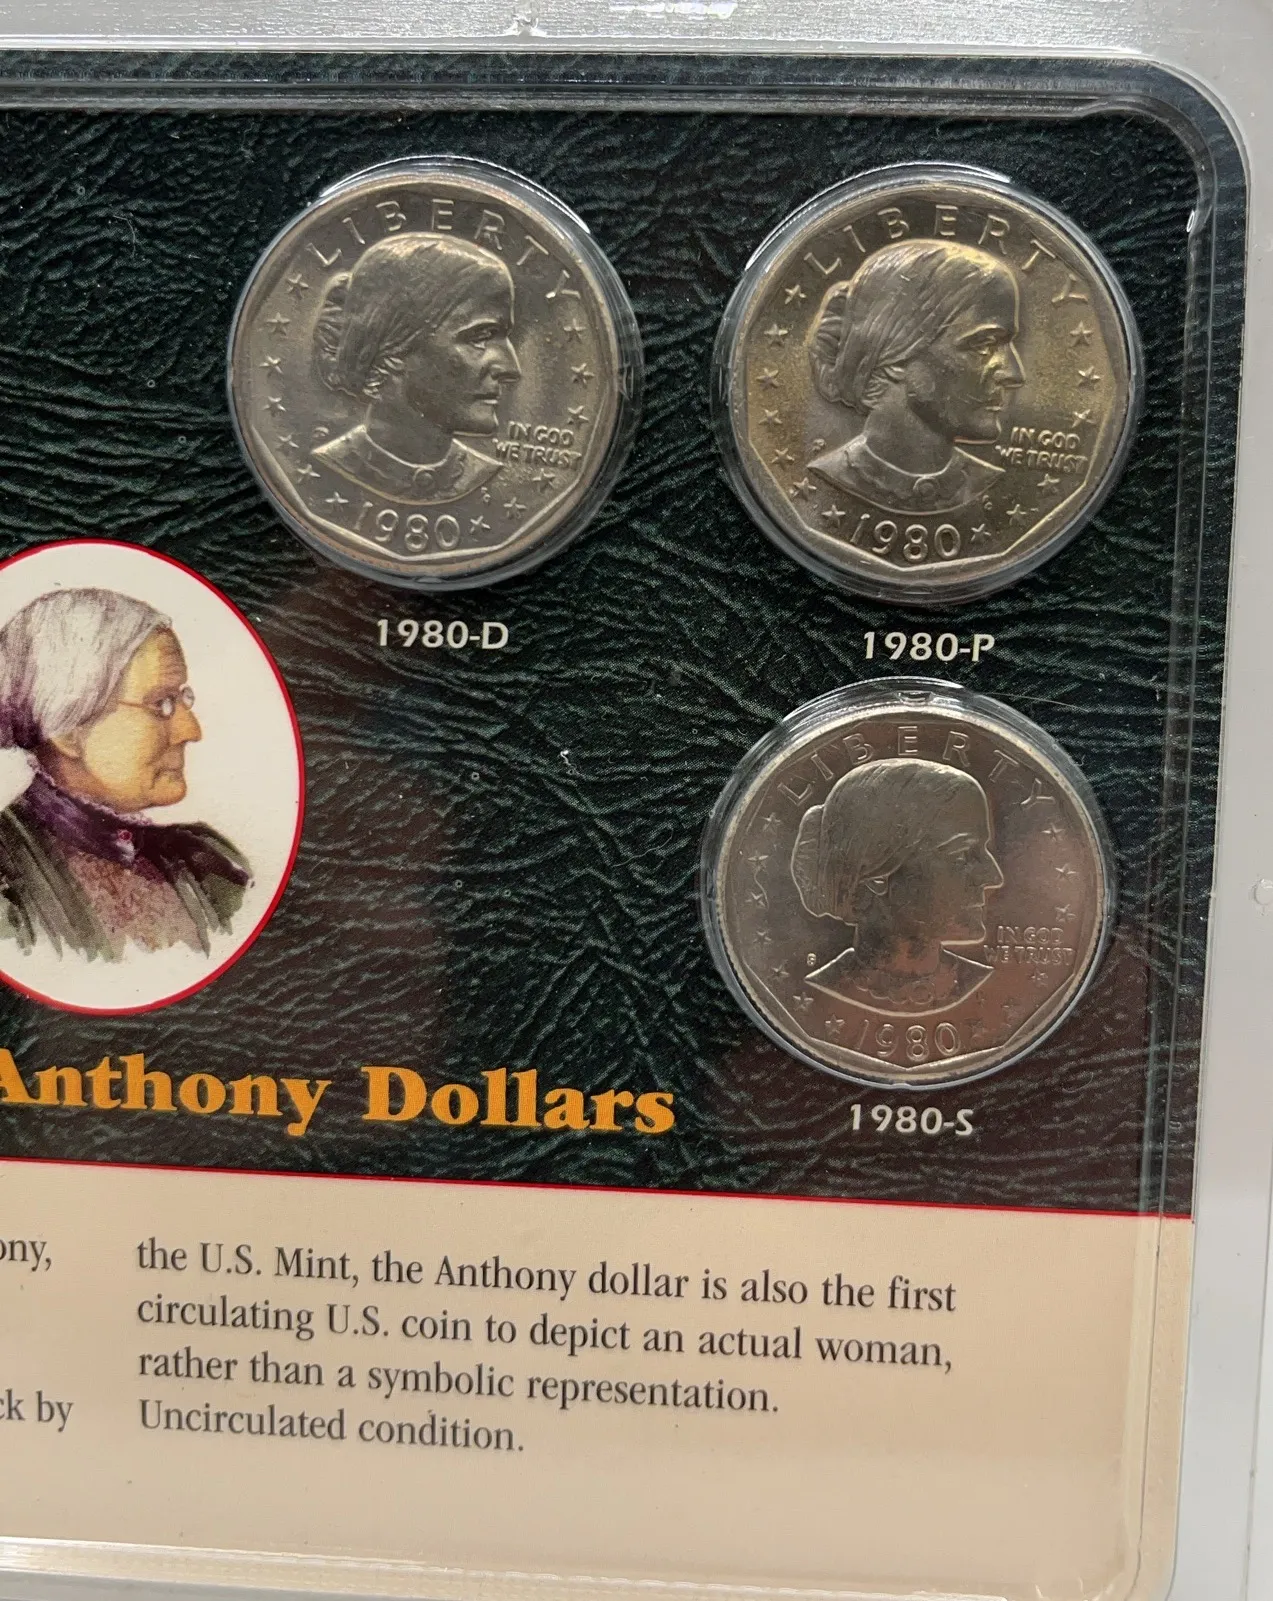 LIBERTY
IN GOD
WE TRUST
1980
1980-D
LIBERTY
P
IN GOD
WE TRUST
1980
1980-P
LIBERTY
S
IN GOD
WE TRUST
1980
1980-S
Anthony Dollars
ony,
ck by
the U.S. Mint, the Anthony dollar is also the first
circulating U.S. coin to depict an actual woman,
rather than a symbolic representation.
Uncirculated condition.